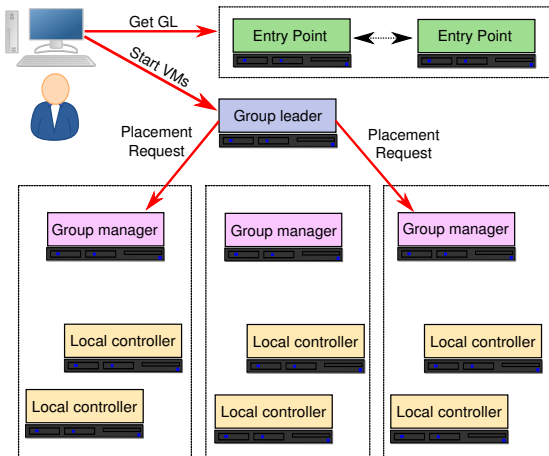 Get GL
Entry Point
Entry Point
Start VMs
Group leader
Placement
Request
Placement
Request
Group manager
Group manager
Group manager
Local controller
Local controller
Local controller
Local controller
Local controller
Local controller